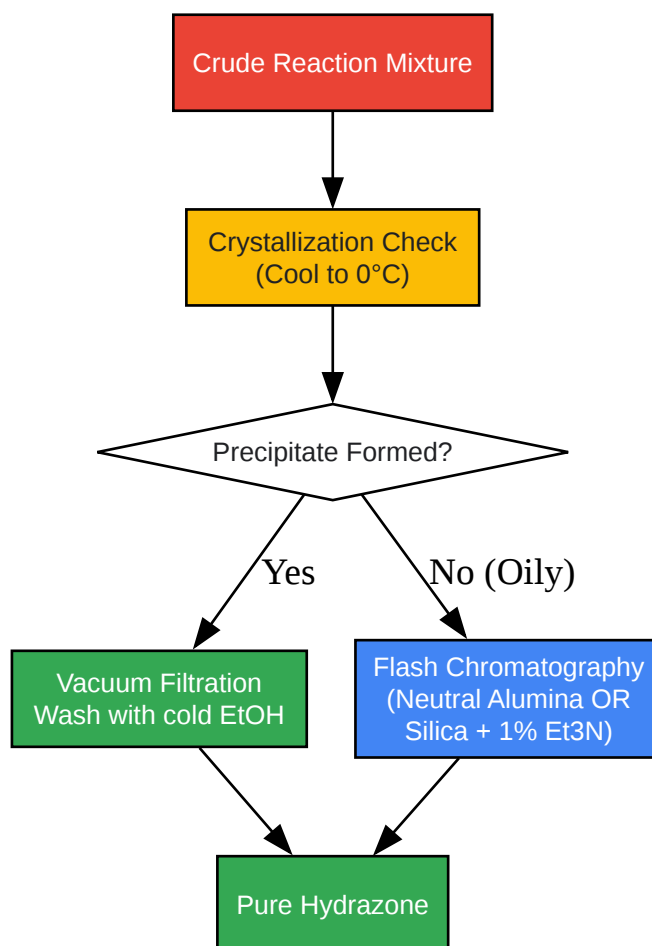 Crude Reaction Mixture
Crystallization Check
(Cool to 0°C)
Precipitate Formed?
Yes
No (Oily)
Vacuum Filtration
Wash with cold EtOH
Flash Chromatography
(Neutral Alumina OR
Silica + 1% Et3N)
Pure Hydrazone